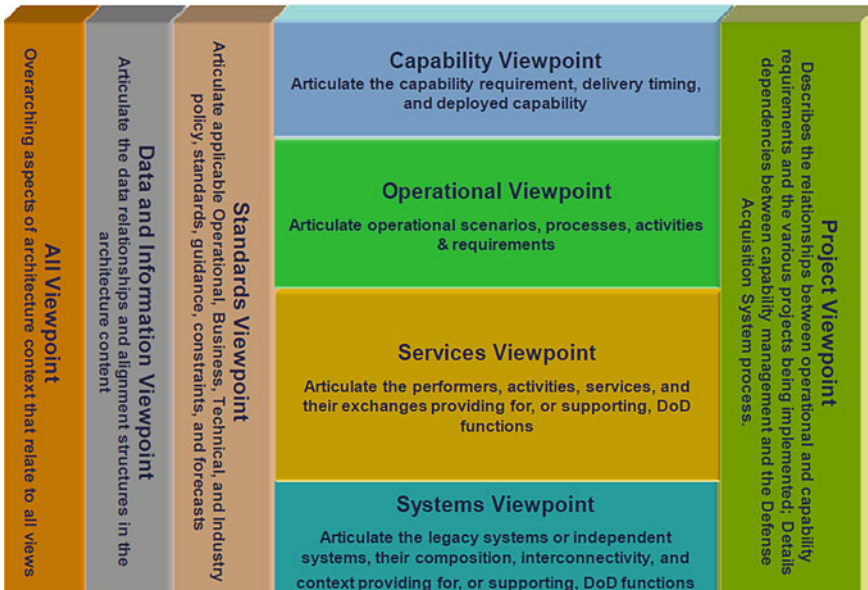 All Viewpoint
Overarching aspects of architecture context that relate to all views
Data and Information Viewpoint
Articulate the data relationships and alignment structures in the
architecture content
Standards Viewpoint
Articulate applicable Operational, Business, Technical, and Industry
policy, standards, guidance, constraints, and forecasts
Capability Viewpoint
Articulate the capability requirement, delivery timing,
and deployed capability
Operational Viewpoint
Articulate operational scenarios, processes, activities
& requirements
Services Viewpoint
Articulate the performers, activities, services, and
their exchanges providing for, or supporting, DoD
functions
Systems Viewpoint
Articulate the legacy systems or independent
systems, their composition, interconnectivity, and
context providing for, or supporting, DoD functions
Project Viewpoint
Describes the relationships between operational and capability
requirements and the various projects being implemented; Details
dependencies between capability management and the Defense
Acquisition System process.